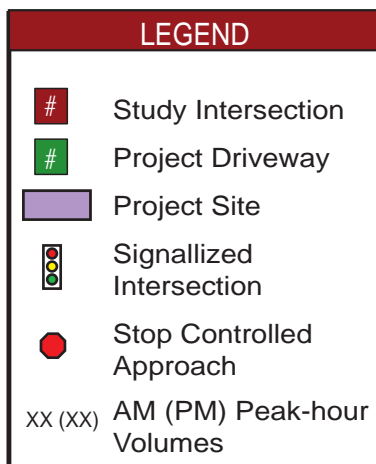 LEGEND
# Study Intersection
# Project Driveway
Project Site
Signallized
Intersection
Stop Controlled
Approach
XX (XX) AM (PM) Peak-hour
Volumes